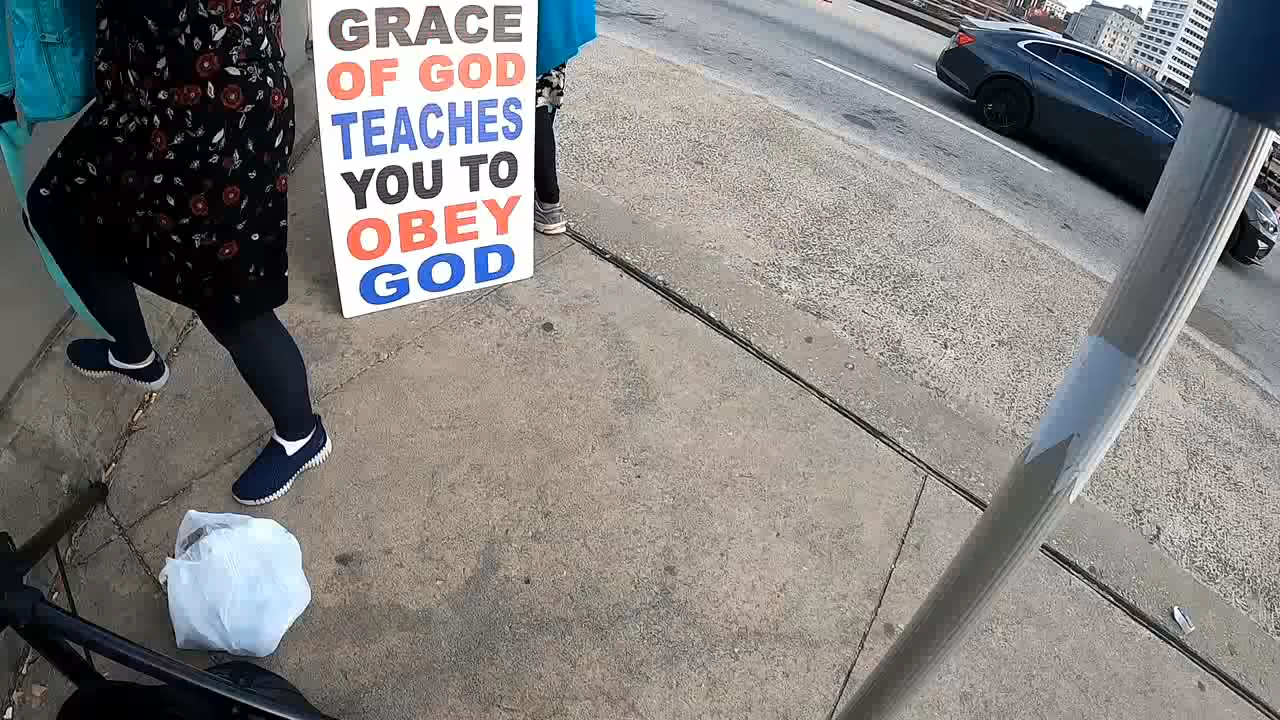 GRACE
OF GOD
TEACHES
YOU TO
OBEY
GOD